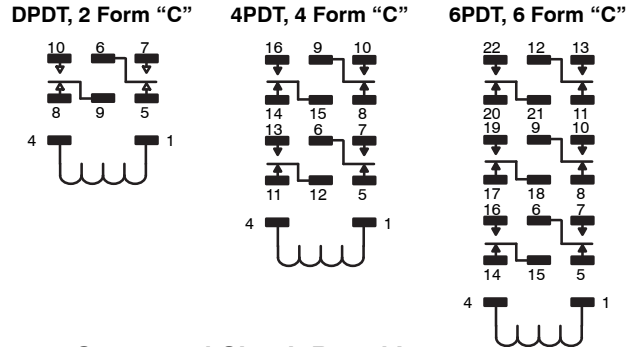 DPDT, 2 Form “C” 4PDT, 4 Form “C” 6PDT, 6 Form “C”
10 6 7 16 9 10 22 12 13
8 9 5 14 15 8 20 21 11
13 6 7 19 9 10
4 1 11 12 5 17 18 8
16 6 7
4 1 14 15 5
4 1